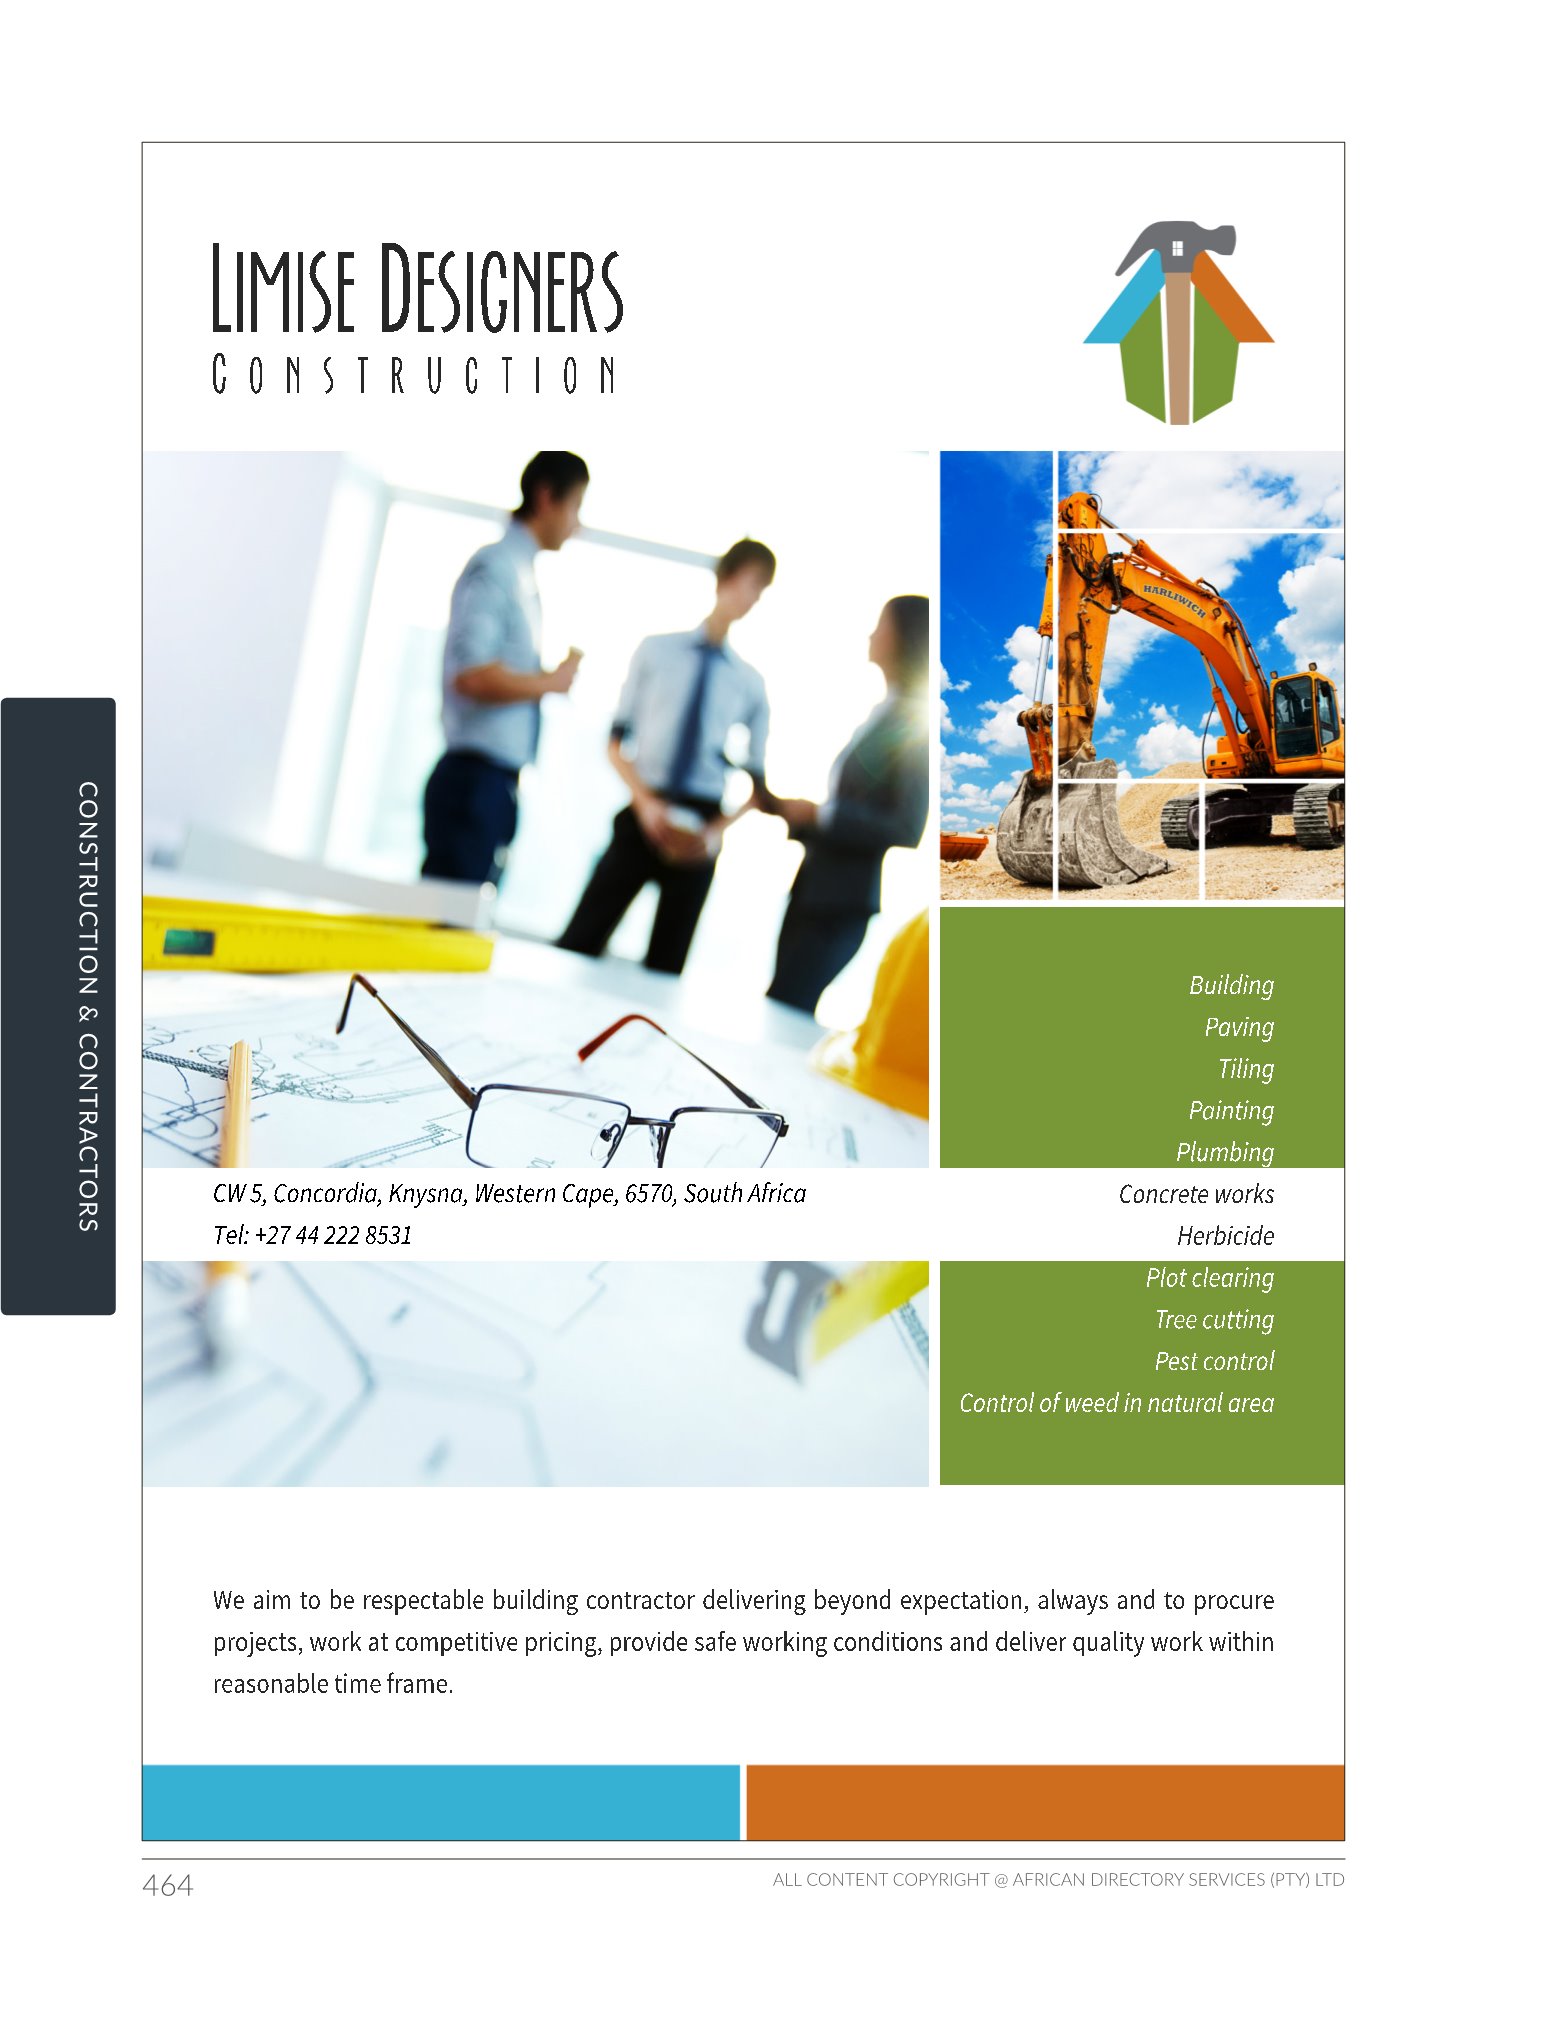 LIMISE DESIGNERS
CONSTRUCTION
HARLIWICH
CONSTRUCTION & CONTRACTORS
Building
Paving
Tiling
Painting
Plumbing
Concrete works
Herbicide
Plot clearing
Tree cutting
Pest control
Control of weed in natural area
CW 5, Concordia, Knysna, Western Cape, 6570, South Africa
Tel: +27 44 222 8531
We aim to be respectable building contractor delivering beyond expectation, always and to procure
projects, work at competitive pricing, provide safe working conditions and deliver quality work within
reasonable time frame.
464
ALL CONTENT COPYRIGHT @ AFRICAN DIRECTORY SERVICES (PTY) LTD